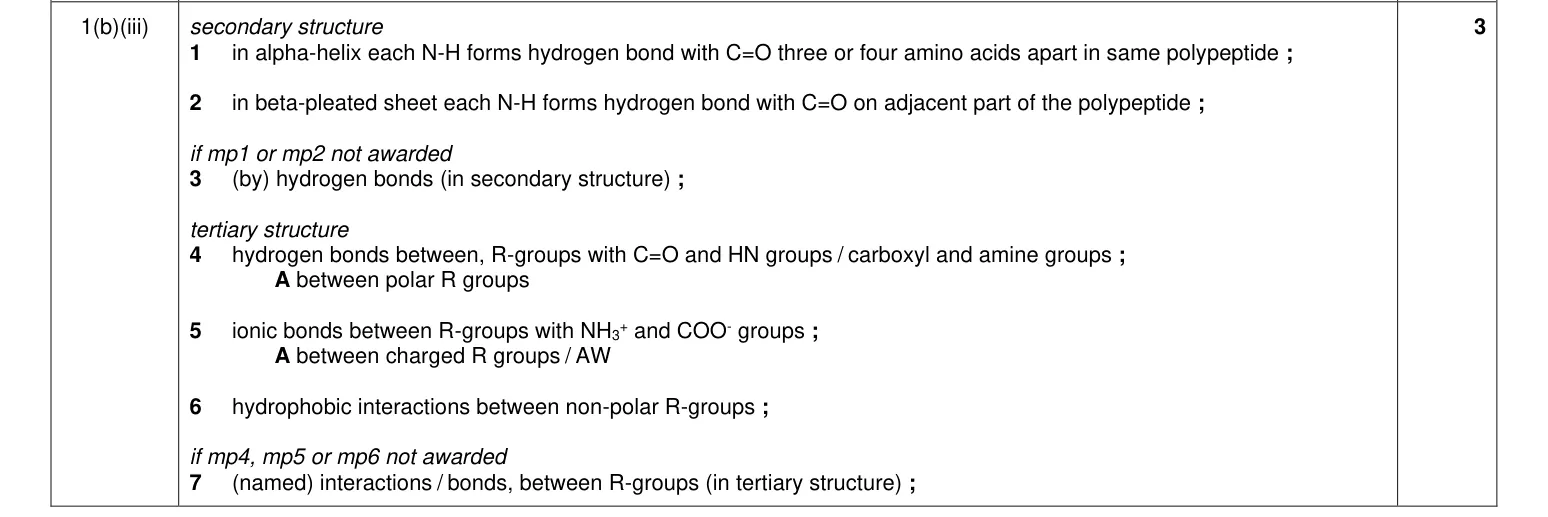 1(b)(iii) secondary structure 3
1 in alpha-helix each N-H forms hydrogen bond with C=O three or four amino acids apart in same polypeptide ;
2 in beta-pleated sheet each N-H forms hydrogen bond with C=O on adjacent part of the polypeptide ;
if mp1 or mp2 not awarded
3 (by) hydrogen bonds (in secondary structure) ;
tertiary structure
4 hydrogen bonds between, R-groups with C=O and HN groups / carboxyl and amine groups ;
A between polar R groups
5 ionic bonds between R-groups with NH₃⁺ and COO⁻ groups ;
A between charged R groups / AW
6 hydrophobic interactions between non-polar R-groups ;
if mp4, mp5 or mp6 not awarded
7 (named) interactions / bonds, between R-groups (in tertiary structure) ;